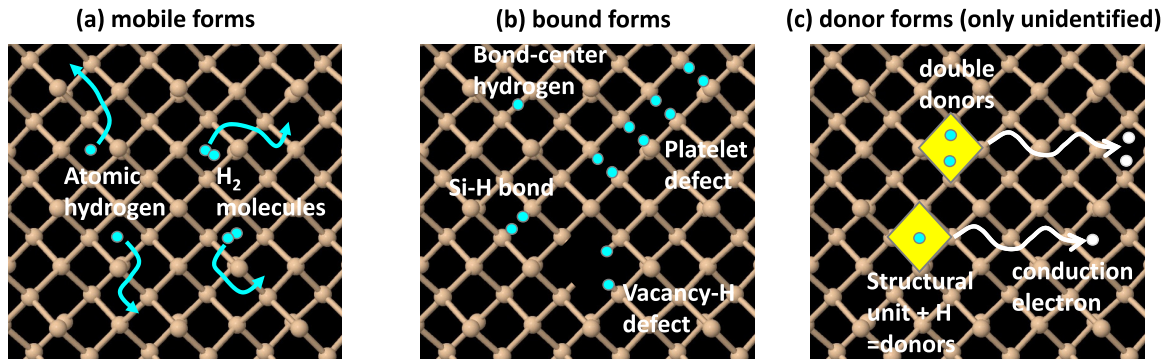 (a) mobile forms
Atomic
hydrogen
H₂
molecules
(b) bound forms
Bond-center
hydrogen
Platelet
defect
Si-H bond
Vacancy-H
defect
(c) donor forms (only unidentified)
double
donors
Structural
unit + H
=donors
conduction
electron